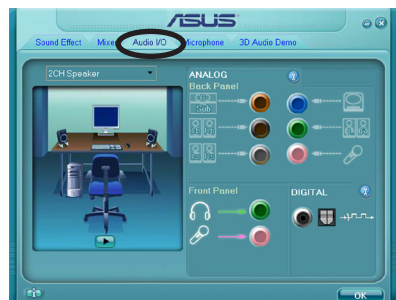 ASUS
Sound Effect Mixer Audio I/O Microphone 3D Audio Demo
2CH Speaker
ANALOG
Back Panel
Sub
Front Panel
DIGITAL
OK